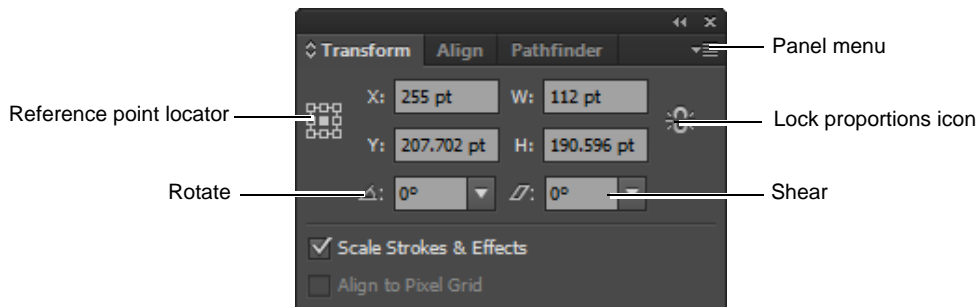 Transform Align Pathfinder
Panel menu
Reference point locator
X: 255 pt W: 112 pt
Lock proportions icon
Y: 207.702 pt H: 190.596 pt
Rotate
0° 0°
Shear
Scale Strokes & Effects
Align to Pixel Grid